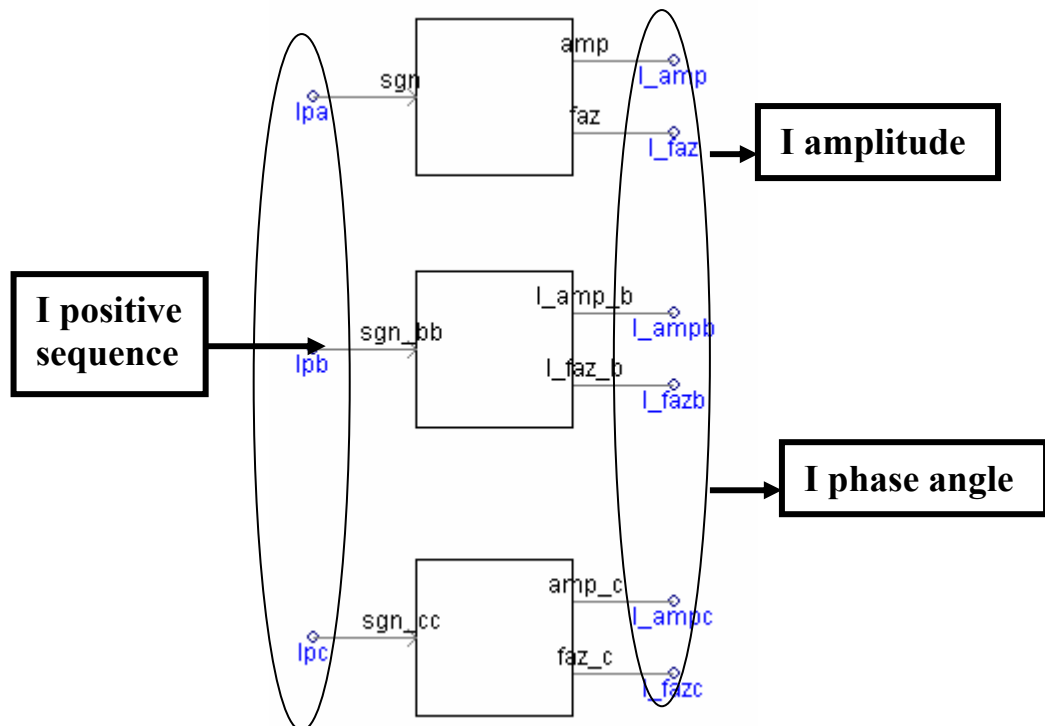 amp
sgn
I_amp
Ipa
faz
I_faz
I amplitude
I positive
sequence
I_amp_b
sgn_bb
I_ampb
Ipb
I_faz_b
I_fazb
I phase angle
amp_c
sgn_cc
I_ampc
Ipc
faz_c
I_fazc